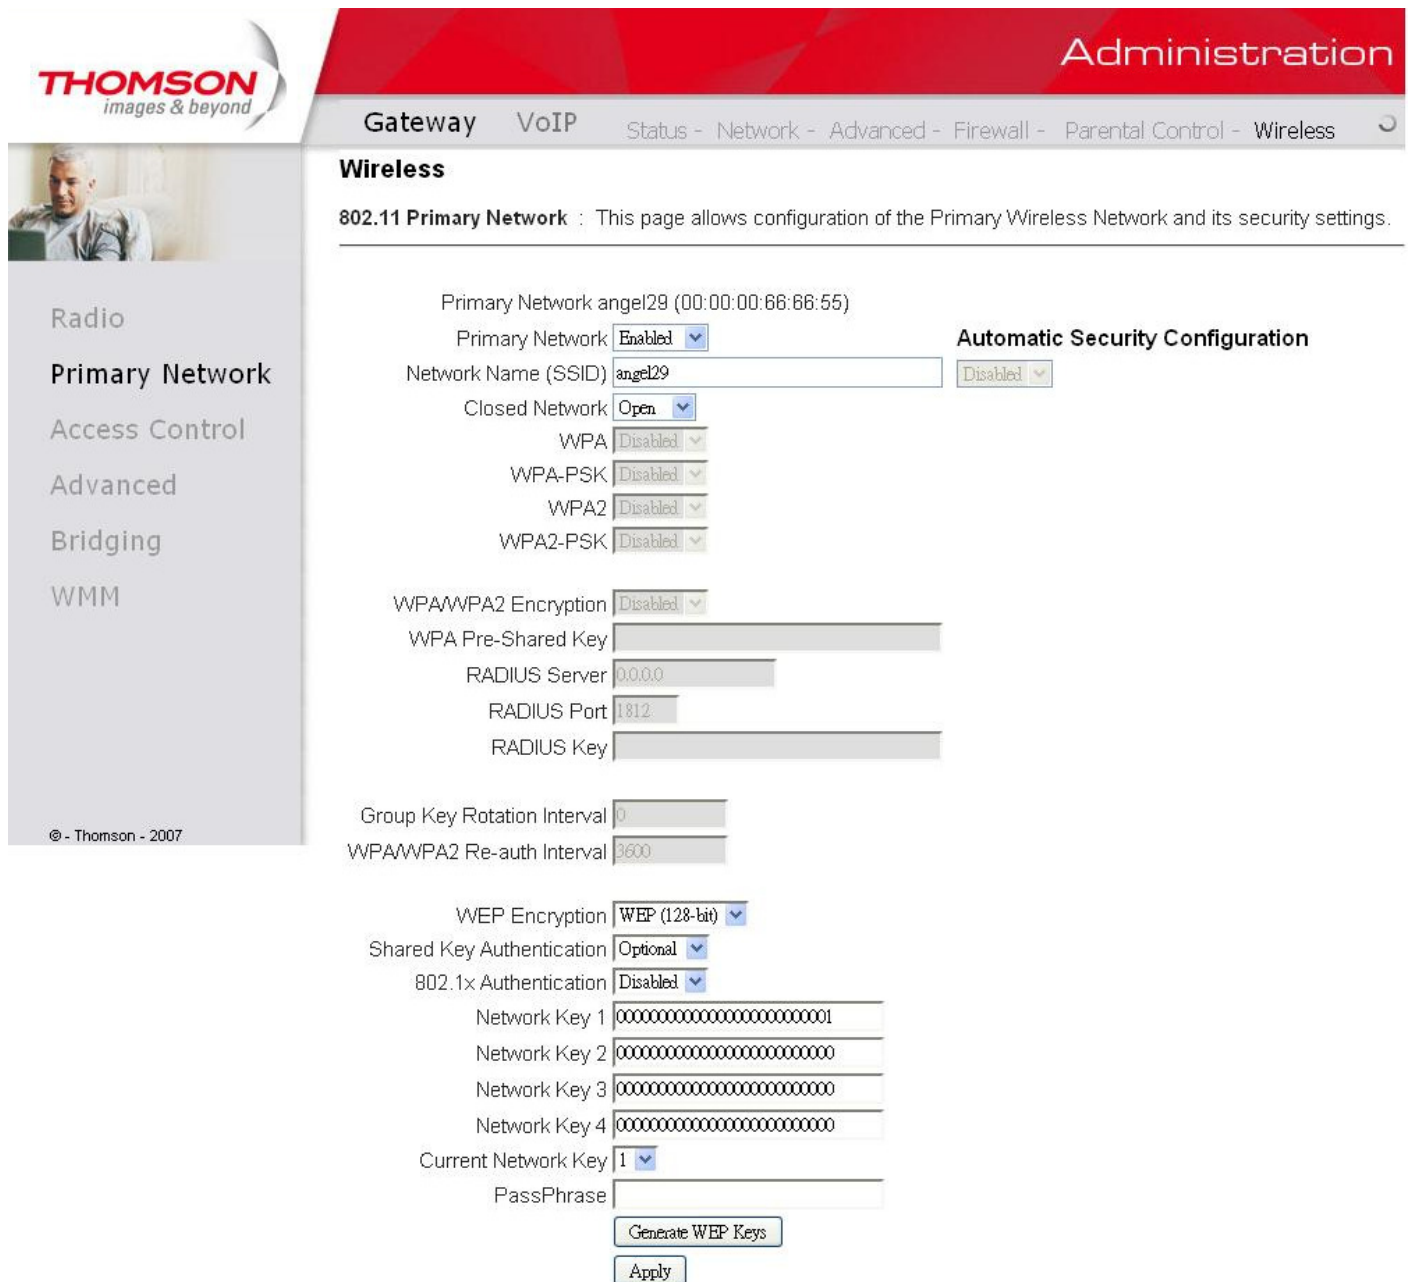 THOMSON
images & beyond
Administration
Gateway VoIP Status - Network - Advanced - Firewall - Parental Control - Wireless
Wireless
802.11 Primary Network : This page allows configuration of the Primary Wireless Network and its security settings.
Radio
Primary Network
Access Control
Advanced
Bridging
WMM
© - Thomson - 2007
Primary Network angel29 (00:00:00:66:66:55)
Primary Network Enabled
Automatic Security Configuration
Network Name (SSID) angel29
Disabled
Closed Network Open
WPA Disabled
WPA-PSK Disabled
WPA2 Disabled
WPA2-PSK Disabled
WPA/WPA2 Encryption Disabled
WPA Pre-Shared Key
RADIUS Server 0.0.0.0
RADIUS Port 1812
RADIUS Key
Group Key Rotation Interval 0
WPA/WPA2 Re-auth Interval 3600
WEP Encryption WEP (128-bit)
Shared Key Authentication Optional
802.1x Authentication Disabled
Network Key 1 00000000000000000000000001
Network Key 2 00000000000000000000000000
Network Key 3 00000000000000000000000000
Network Key 4 00000000000000000000000000
Current Network Key 1
PassPhrase
Generate WEP Keys
Apply